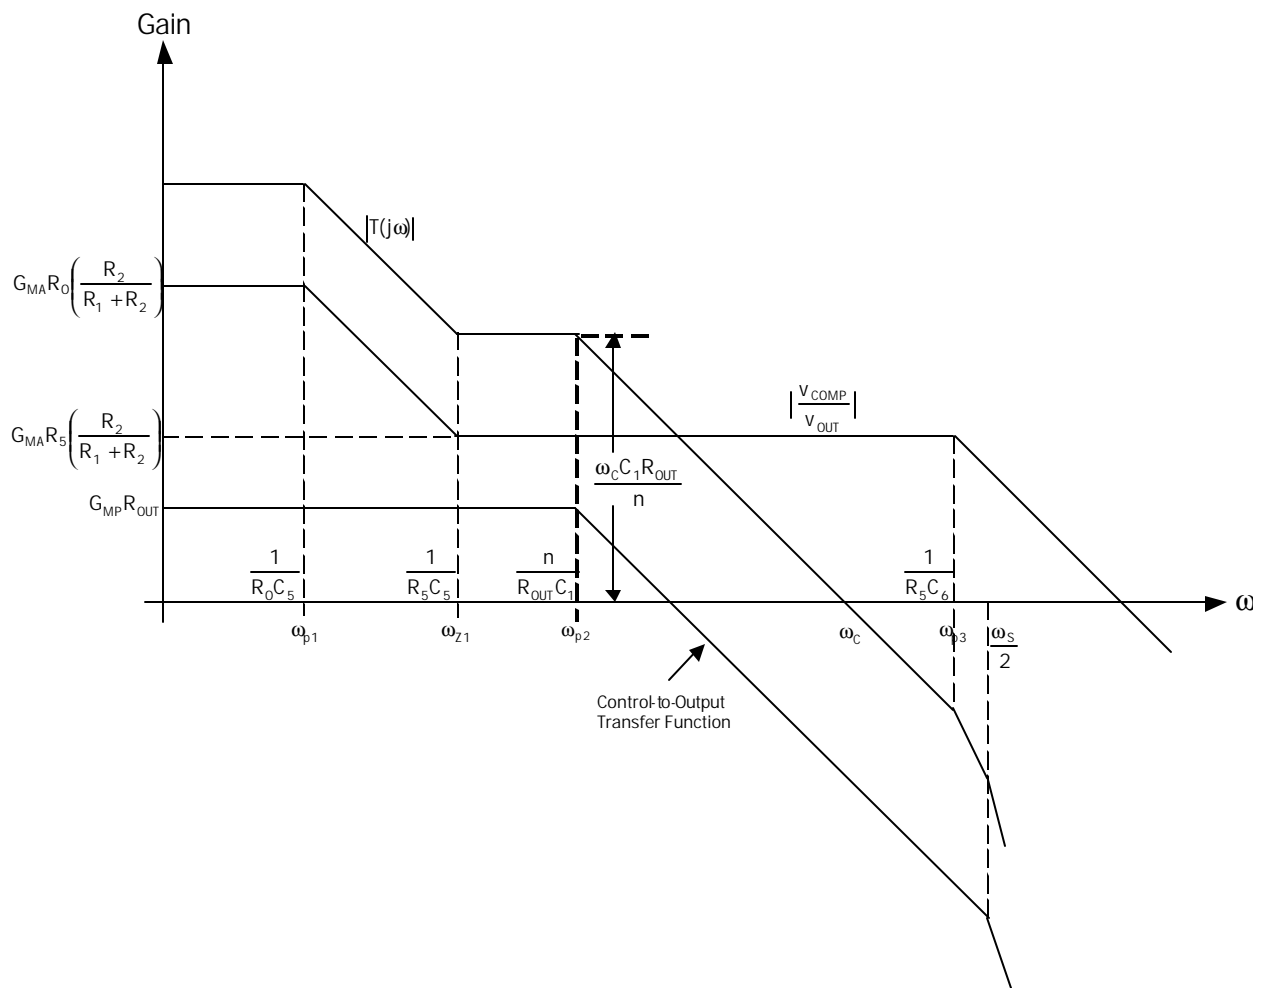 Gain
|T(jω)|
G_MA R_O (R_2 / (R_1 + R_2))
|v_COMP / v_OUT|
G_MA R_5 (R_2 / (R_1 + R_2))
ω_C C_1 R_OUT / n
G_MP R_OUT
1 / (R_O C_5)
1 / (R_5 C_5)
n / (R_OUT C_1)
1 / (R_5 C_6)
ω
ω_p1
ω_Z1
ω_p2
ω_C
ω_p3
ω_S / 2
Control-to-Output
Transfer Function